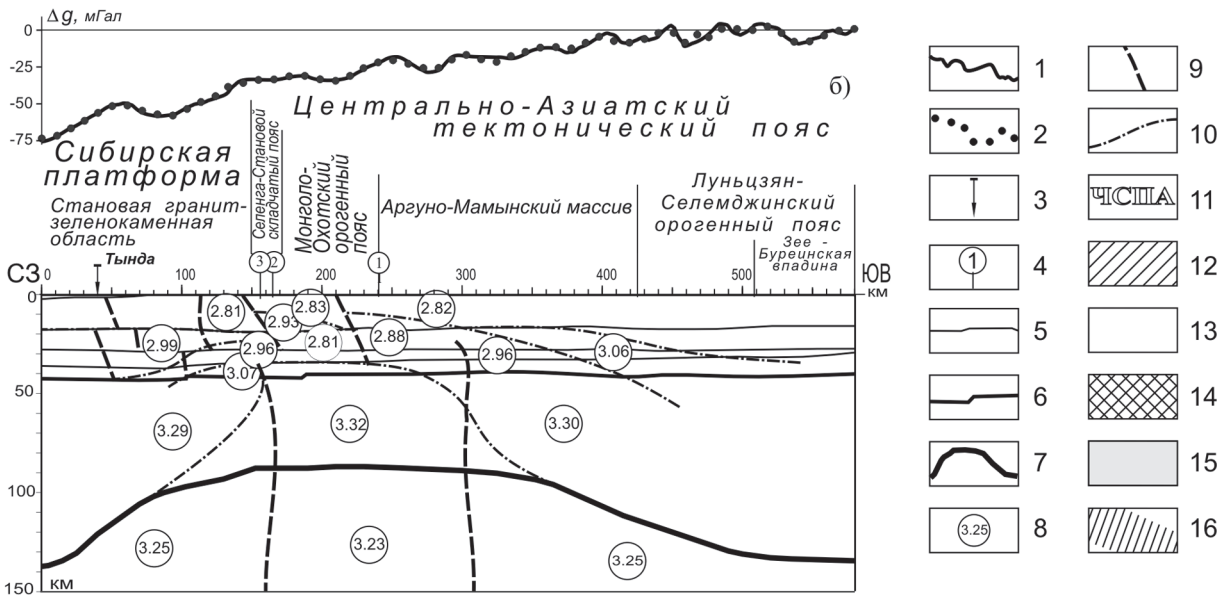 Δg, мГал
0
-25
-50
-75
б)
Центрально-Азиатский
тектонический пояс
Сибирская
платформа
Становая гранит-
зеленокаменная
область
Селенга-Становой
складчатый пояс
Монголо-
Охотский
орогенный
пояс
Аргуно-Мамынский массив
Луньцзян-
Селемджинский
орогенный пояс
Зее -
Буреинская
впадина
Тында
3
2
1
СЗ
0
100
200
300
400
500
ЮВ
км
0
50
100
150
км
2.81
2.83
2.93
2.82
2.99
2.96
2.81
2.88
2.96
3.06
3.07
3.29
3.32
3.30
3.25
3.23
3.25
1
2
3
1
4
5
6
7
3.25
8
9
10
ЧСПА
11
12
13
14
15
16